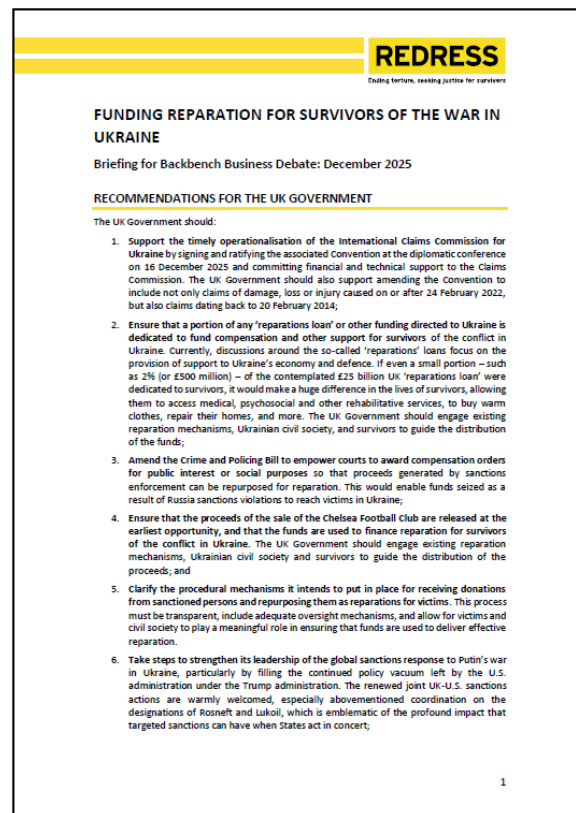 REDRESS
Ending torture, seeking justice for survivors
FUNDING REPARATION FOR SURVIVORS OF THE WAR IN
UKRAINE
Briefing for Backbench Business Debate: December 2025
RECOMMENDATIONS FOR THE UK GOVERNMENT
The UK Government should:
1. Support the timely operationalisation of the International Claims Commission for
Ukraine by signing and ratifying the associated Convention at the diplomatic conference
on 16 December 2025 and committing financial and technical support to the Claims
Commission. The UK Government should also support amending the Convention to
include not only claims of damage, loss or injury caused on or after 24 February 2022,
but also claims dating back to 20 February 2014;
2. Ensure that a portion of any 'reparations loan' or other funding directed to Ukraine is
dedicated to fund compensation and other support for survivors of the conflict in
Ukraine. Currently, discussions around the so-called 'reparations' loans focus on the
provision of support to Ukraine's economy and defence. If even a small portion – such
as 2% (or £500 million) – of the contemplated £25 billion UK 'reparations loan' were
dedicated to survivors, it would make a huge difference in the lives of survivors, allowing
them to access medical, psychosocial and other rehabilitative services, to buy warm
clothes, repair their homes, and more. The UK Government should engage existing
reparation mechanisms, Ukrainian civil society, and survivors to guide the distribution
of the funds;
3. Amend the Crime and Policing Bill to empower courts to award compensation orders
for public interest or social purposes so that proceeds generated by sanctions
enforcement can be repurposed for reparation. This would enable funds seized as a
result of Russia sanctions violations to reach victims in Ukraine;
4. Ensure that the proceeds of the sale of the Chelsea Football Club are released at the
earliest opportunity, and that the funds are used to finance reparation for survivors
of the conflict in Ukraine. The UK Government should engage existing reparation
mechanisms, Ukrainian civil society and survivors to guide the distribution of the
proceeds; and
5. Clarify the procedural mechanisms it intends to put in place for receiving donations
from sanctioned persons and repurposing them as reparations for victims. This process
must be transparent, include adequate oversight mechanisms, and allow for victims and
civil society to play a meaningful role in ensuring that funds are used to deliver effective
reparation.
6. Take steps to strengthen its leadership of the global sanctions response to Putin's war
in Ukraine, particularly by filling the continued policy vacuum left by the U.S.
administration under the Trump administration. The renewed joint UK-U.S. sanctions
actions are warmly welcomed, especially abovementioned coordination on the
designations of Rosneft and Lukoil, which is emblematic of the profound impact that
targeted sanctions can have when States act in concert;
1